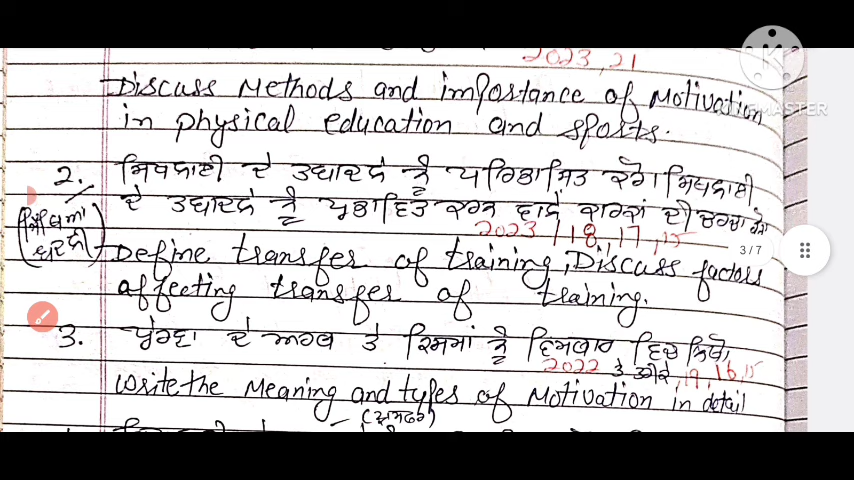 2023, 21
Discuss Methods and importance of Motivation
in physical education and sports.
2. ਸਿਖਲਾਈ ਦੇ ਤਬਾਦਲੇ ਨੂੰ ਪਰਿਭਾਸ਼ਿਤ ਕਰੋ। ਸਿਖਲਾਈ
ਦੇ ਤਬਾਦਲੇ ਨੂੰ ਪ੍ਰਭਾਵਿਤ ਕਰਨ ਵਾਲੇ ਕਾਰਕਾਂ ਦੀ ਚਰਚਾ ਕਰੋ
2023, 18, 17, 15
Define transfer of training, Discuss factors
affecting transfer of training.
3. ਪ੍ਰੇਰਣਾ ਦੇ ਅਰਥ ਤੇ ਕਿਸਮਾਂ ਨੂੰ ਵਿਸਥਾਰ ਵਿਚ ਲਿਖੋ,
2022 ,19, 16, 15
Write the Meaning and types of Motivation in detail
3/7
KINEMASTER